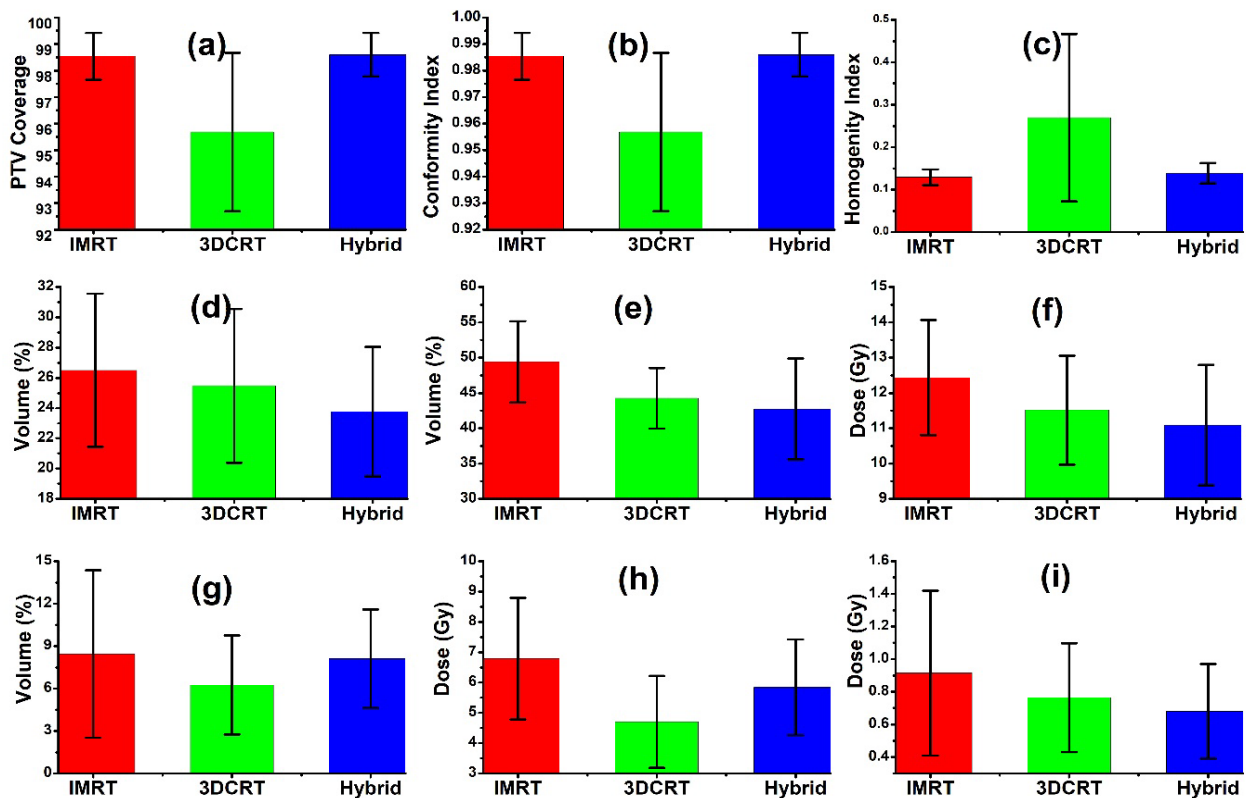 100
99
98
97
96
95
94
93
92
PTV Coverage
(a)
IMRT 3DCRT Hybrid
1.00
0.99
0.98
0.97
0.96
0.95
0.94
0.93
0.92
Conformity Index
(b)
IMRT 3DCRT Hybrid
0.5
0.4
0.3
0.2
0.1
0.0
Homogenity Index
(c)
IMRT 3DCRT Hybrid
32
30
28
26
24
22
20
18
Volume (%)
(d)
IMRT 3DCRT Hybrid
60
55
50
45
40
35
30
Volume (%)
(e)
IMRT 3DCRT Hybrid
15
14
13
12
11
10
9
Dose (Gy)
(f)
IMRT 3DCRT Hybrid
15
12
9
6
3
0
Volume (%)
(g)
IMRT 3DCRT Hybrid
10
9
8
7
6
5
4
3
Dose (Gy)
(h)
IMRT 3DCRT Hybrid
1.6
1.4
1.2
1.0
0.8
0.6
0.4
Dose (Gy)
(i)
IMRT 3DCRT Hybrid